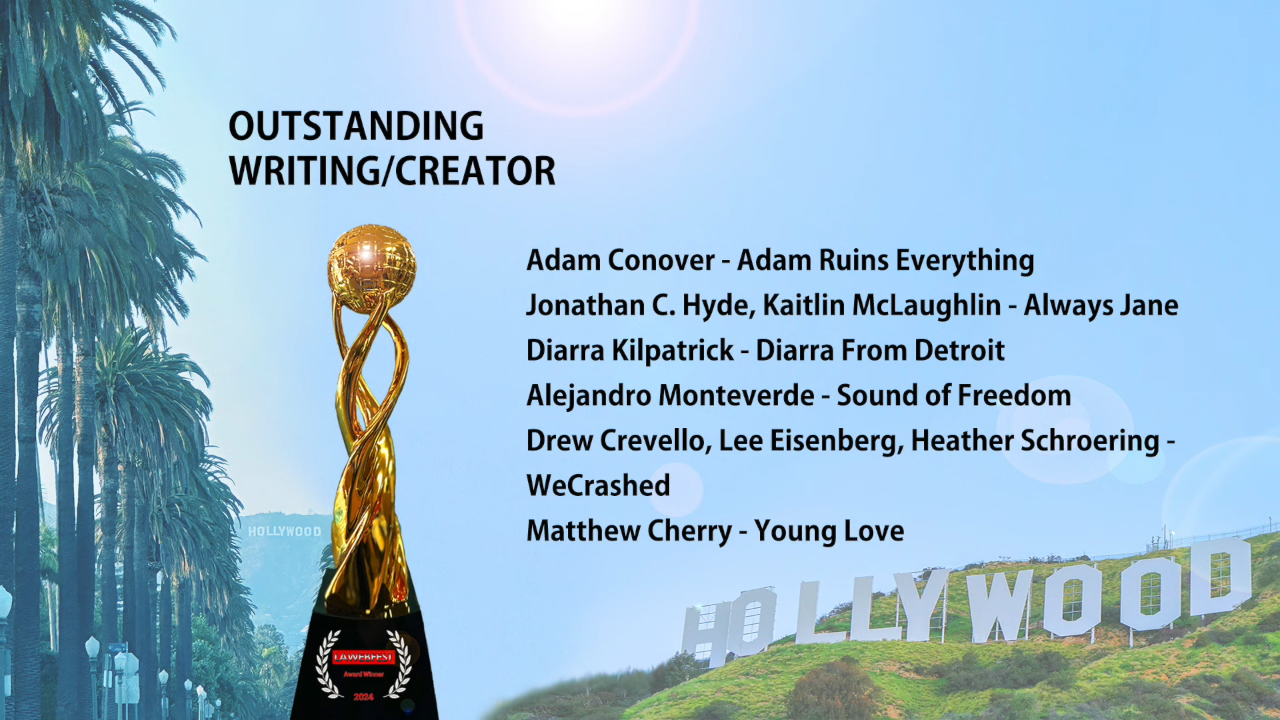 OUTSTANDING
WRITING/CREATOR
Adam Conover - Adam Ruins Everything
Jonathan C. Hyde, Kaitlin McLaughlin - Always Jane
Diarra Kilpatrick - Diarra From Detroit
Alejandro Monteverde - Sound of Freedom
Drew Crevello, Lee Eisenberg, Heather Schroering -
WeCrashed
Matthew Cherry - Young Love
HOLLYWOOD
HOLLYWOOD
LAWEBFEST
Award Winner
2024